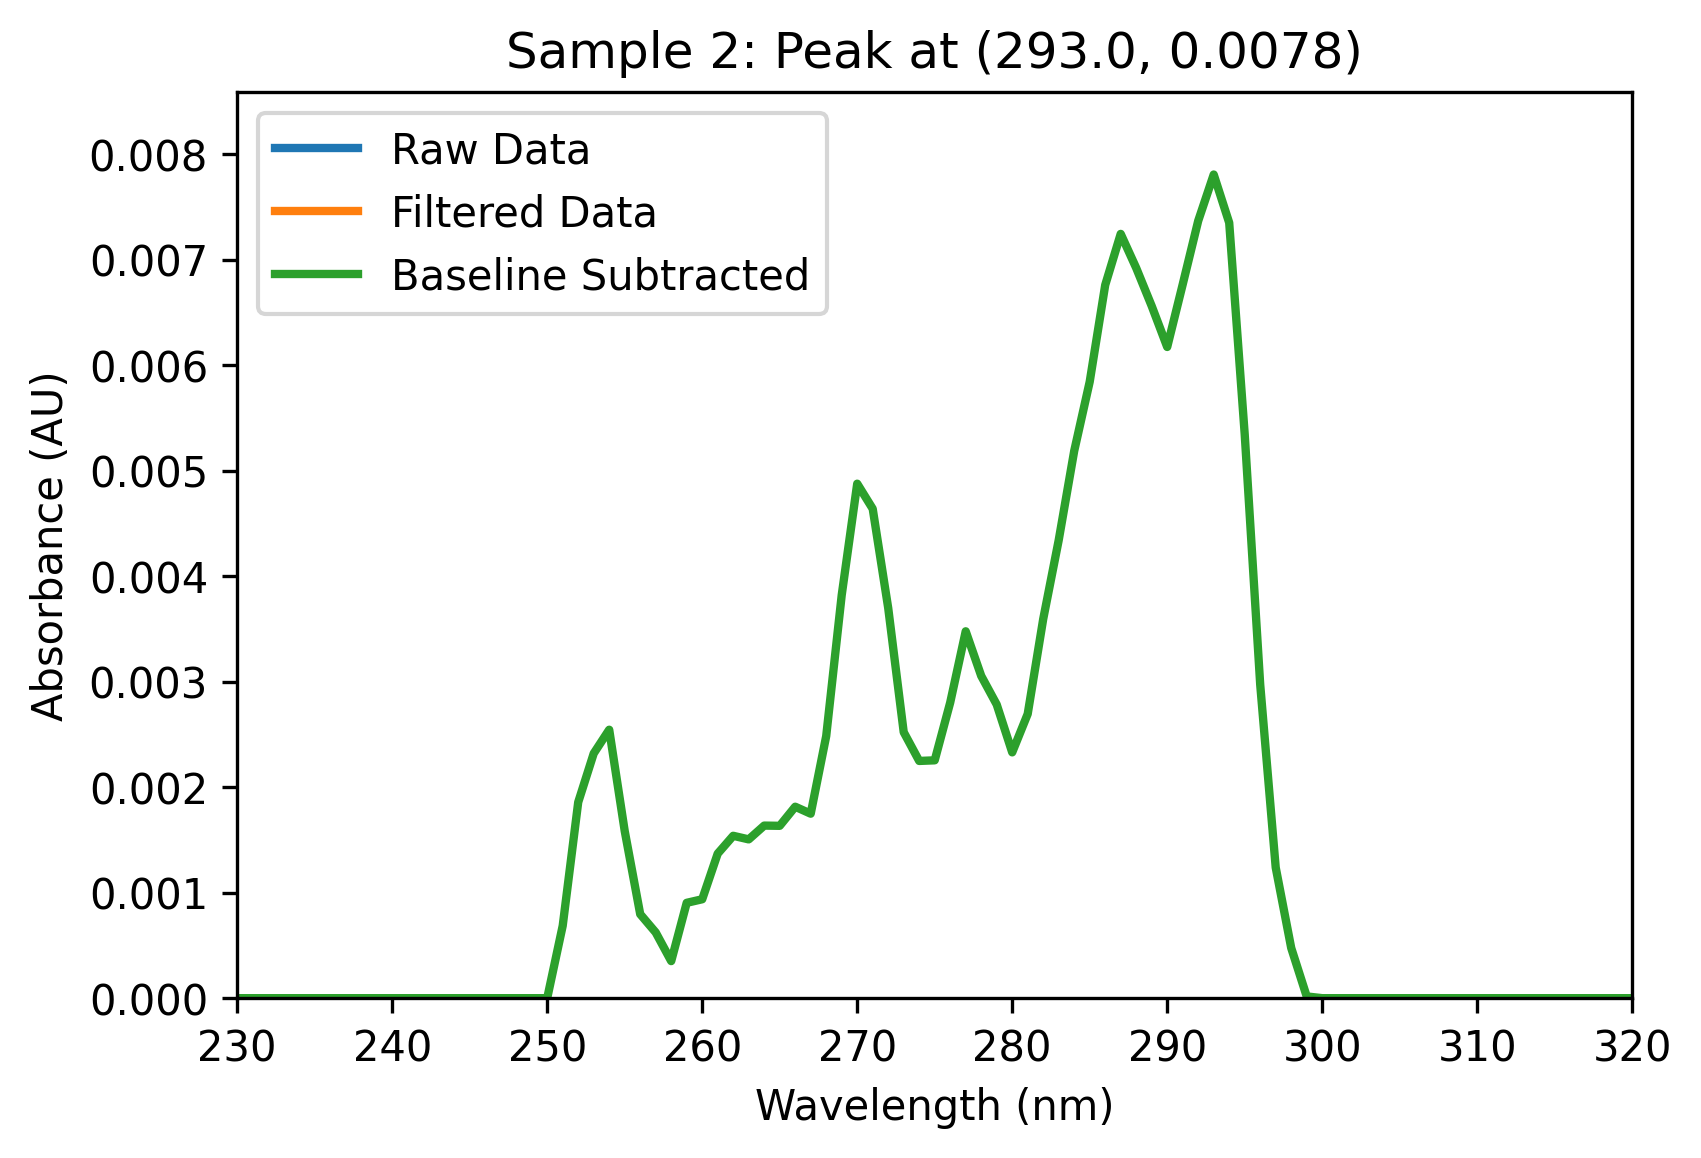 Sample 2: Peak at (293.0, 0.0078)
Raw Data
Filtered Data
Baseline Subtracted
Absorbance (AU)
0.008
0.007
0.006
0.005
0.004
0.003
0.002
0.001
0.000
230 240 250 260 270 280 290 300 310 320
Wavelength (nm)